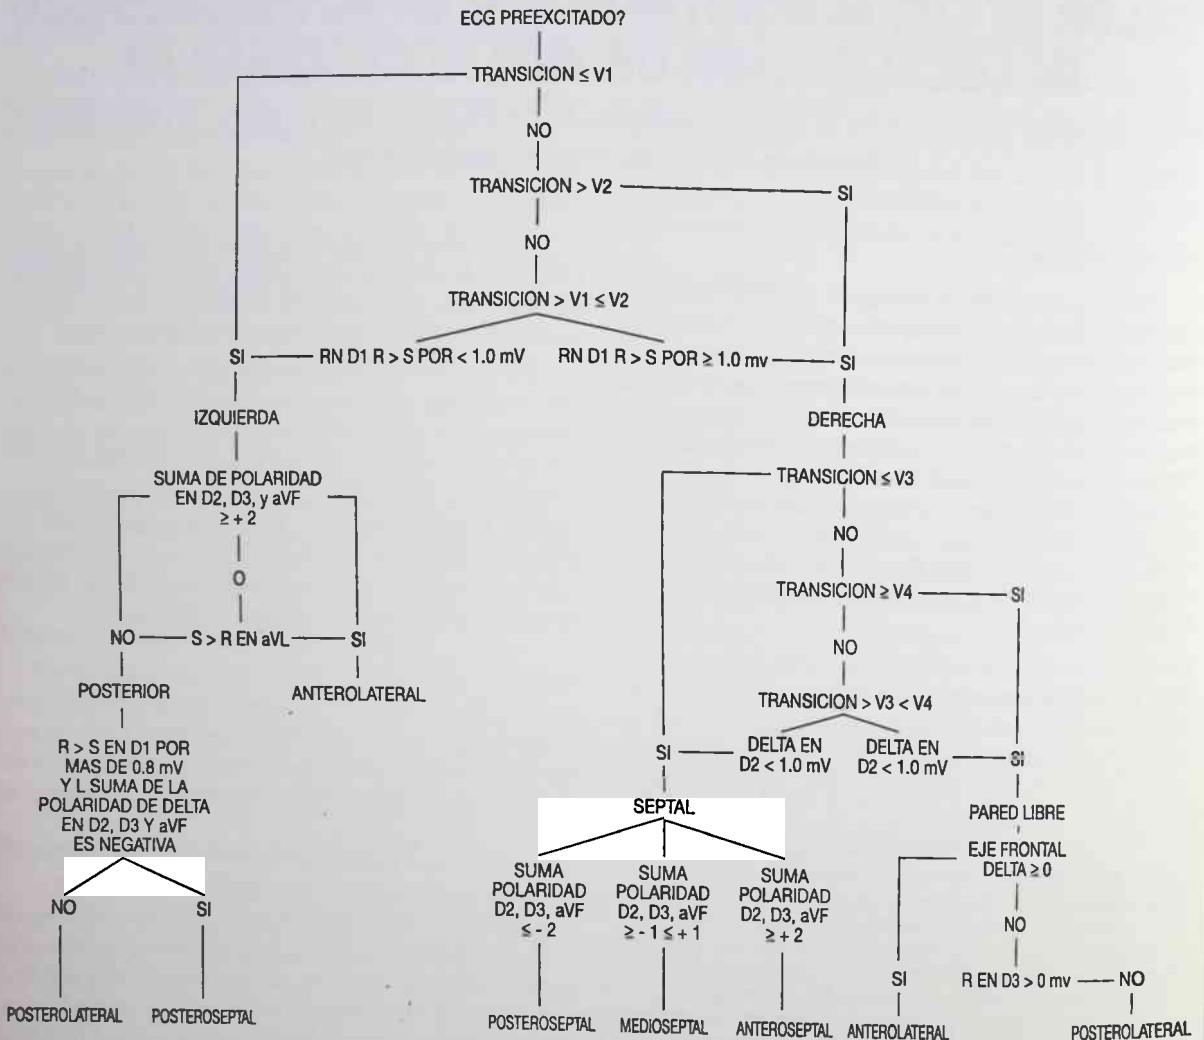 ECG PREEXCITADO?
TRANSICION ≤ V1
NO
TRANSICION > V2
SI
NO
TRANSICION > V1 ≤ V2
SI
RN D1 R > S POR < 1.0 mV
RN D1 R > S POR ≥ 1.0 mv
SI
IZQUIERDA
DERECHA
SUMA DE POLARIDAD
EN D2, D3, y aVF
≥ + 2
O
NO
S > R EN aVL
SI
POSTERIOR
ANTEROLATERAL
R > S EN D1 POR
MAS DE 0.8 mV
Y L SUMA DE LA
POLARIDAD DE DELTA
EN D2, D3 Y aVF
ES NEGATIVA
NO
SI
POSTEROLATERAL
POSTEROSEPTAL
TRANSICION ≤ V3
NO
TRANSICION ≥ V4
SI
NO
TRANSICION > V3 < V4
SI
DELTA EN
D2 < 1.0 mV
DELTA EN
D2 < 1.0 mV
SI
SEPTAL
SUMA
POLARIDAD
D2, D3, aVF
≤ - 2
SUMA
POLARIDAD
D2, D3, aVF
≥ - 1 ≤ + 1
SUMA
POLARIDAD
D2, D3, aVF
≥ + 2
POSTEROSEPTAL
MEDIOSEPTAL
ANTEROSEPTAL
PARED LIBRE
EJE FRONTAL
DELTA ≥ 0
NO
SI
R EN D3 > 0 mv
NO
ANTEROLATERAL
POSTEROLATERAL